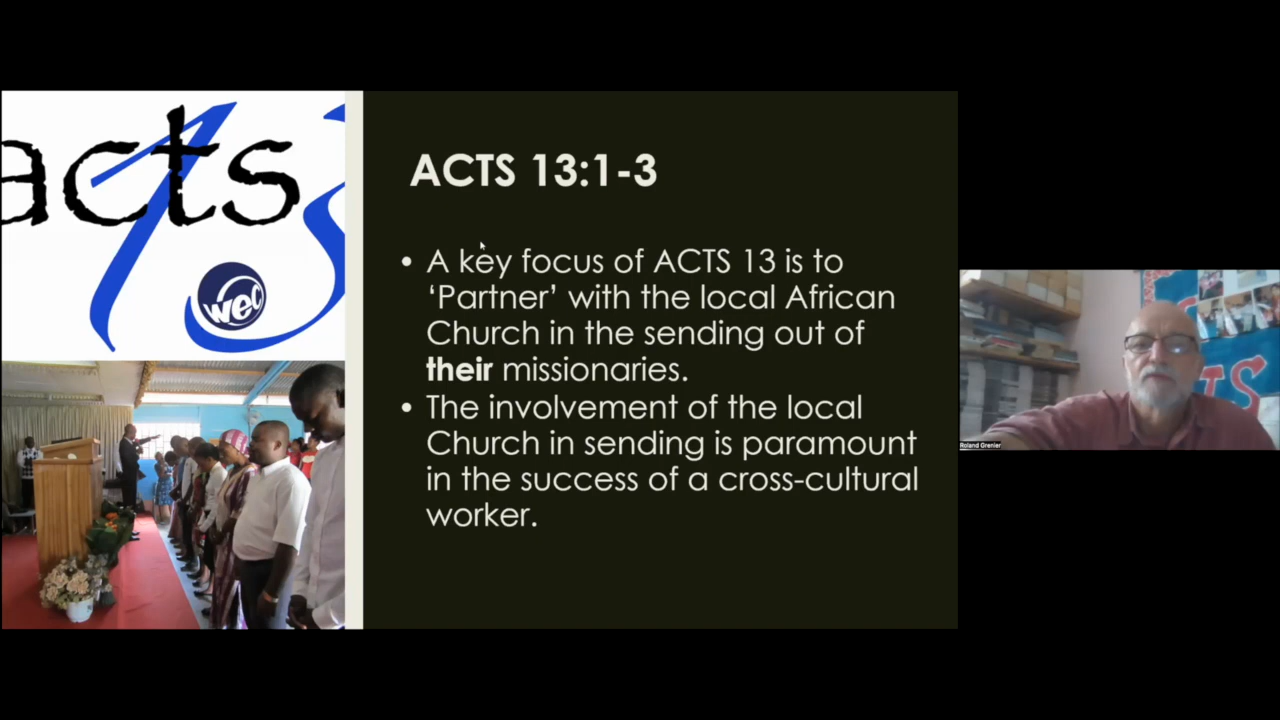 acts
13
wec
ACTS 13:1-3
• A key focus of ACTS 13 is to
‘Partner’ with the local African
Church in the sending out of
their missionaries.
• The involvement of the local
Church in sending is paramount
in the success of a cross-cultural
worker.
Roland Grenier